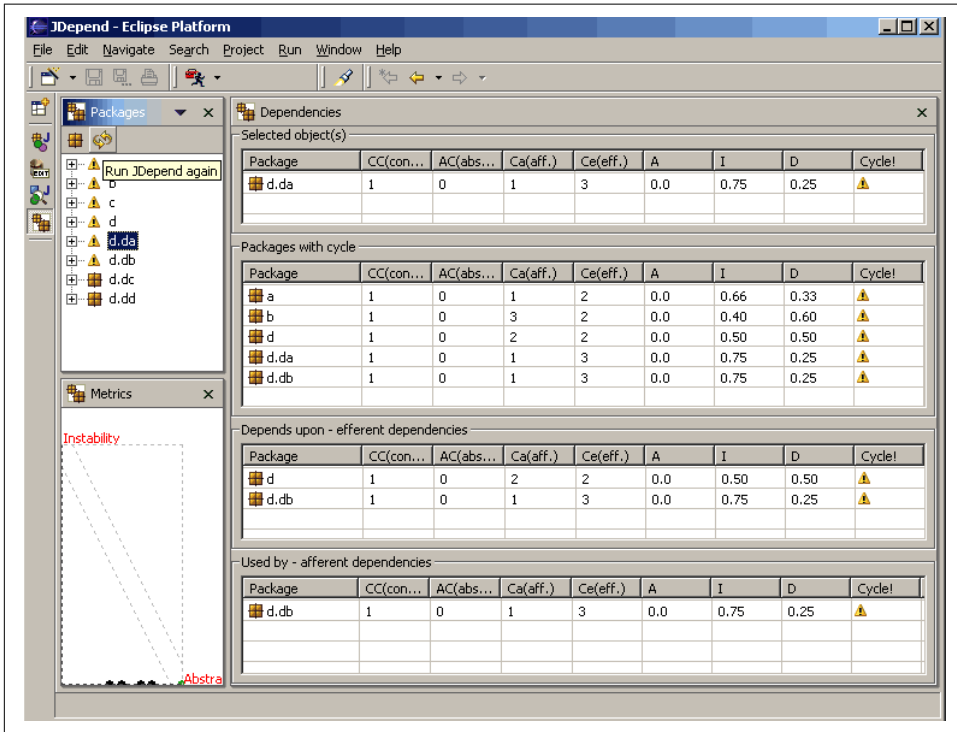 JDepend - Eclipse Platform
File Edit Navigate Search Project Run Window Help
Packages
Run JDepend again
b
c
d
d.da
d.db
d.dc
d.dd
Metrics
Instability
Abstra
Dependencies
Selected object(s)
Package CC(con... AC(abs... Ca(aff.) Ce(eff.) A I D Cycle!
d.da 1 0 1 3 0.0 0.75 0.25
Packages with cycle
Package CC(con... AC(abs... Ca(aff.) Ce(eff.) A I D Cycle!
a 1 0 1 2 0.0 0.66 0.33
b 1 0 3 2 0.0 0.40 0.60
d 1 0 2 2 0.0 0.50 0.50
d.da 1 0 1 3 0.0 0.75 0.25
d.db 1 0 1 3 0.0 0.75 0.25
Depends upon - efferent dependencies
Package CC(con... AC(abs... Ca(aff.) Ce(eff.) A I D Cycle!
d 1 0 2 2 0.0 0.50 0.50
d.db 1 0 1 3 0.0 0.75 0.25
Used by - afferent dependencies
Package CC(con... AC(abs... Ca(aff.) Ce(eff.) A I D Cycle!
d.db 1 0 1 3 0.0 0.75 0.25